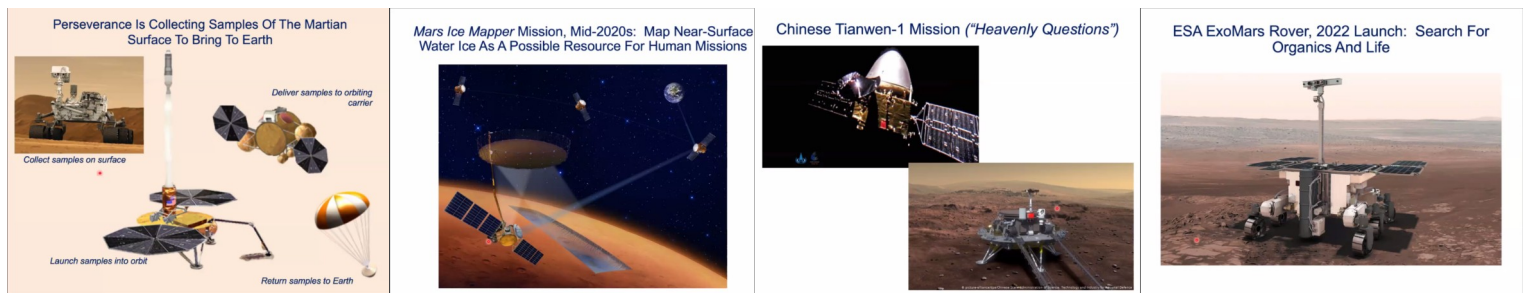 Perseverance Is Collecting Samples Of The Martian
Surface To Bring To Earth
Deliver samples to orbiting
carrier
Collect samples on surface
Launch samples into orbit
Return samples to Earth
Mars Ice Mapper Mission, Mid-2020s: Map Near-Surface
Water Ice As A Possible Resource For Human Missions
Chinese Tianwen-1 Mission ("Heavenly Questions")
ESA ExoMars Rover, 2022 Launch: Search For
Organics And Life